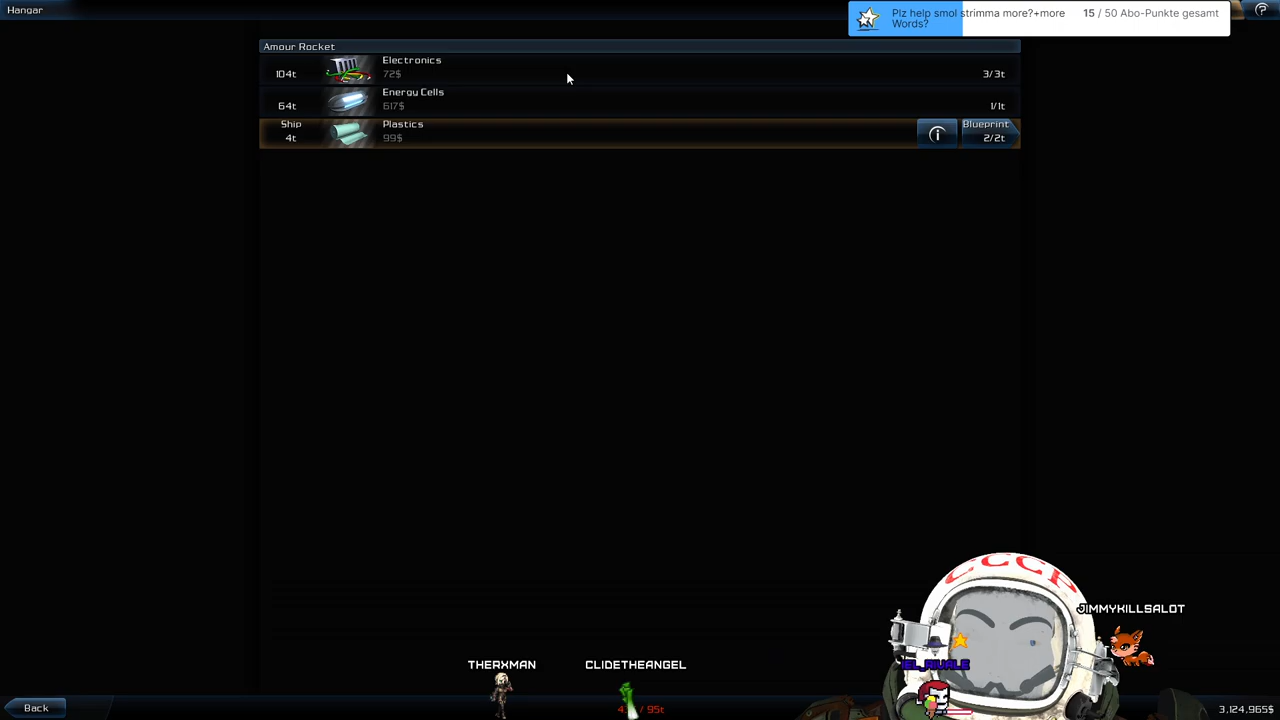 Hangar
Plz help smol strimma more?+more Words?
15 / 50 Abo-Punkte gesamt
Amour Rocket
Electronics
104t 72$ 3/3t
Energy Cells
64t 617$ 1/1t
Ship Plastics Blueprint
4t 99$ 2/2t
CCCP
JIMMYKILLSALOT
THERXMAN CLIDETHEANGEL
/ 95t
Back
3.124.965$